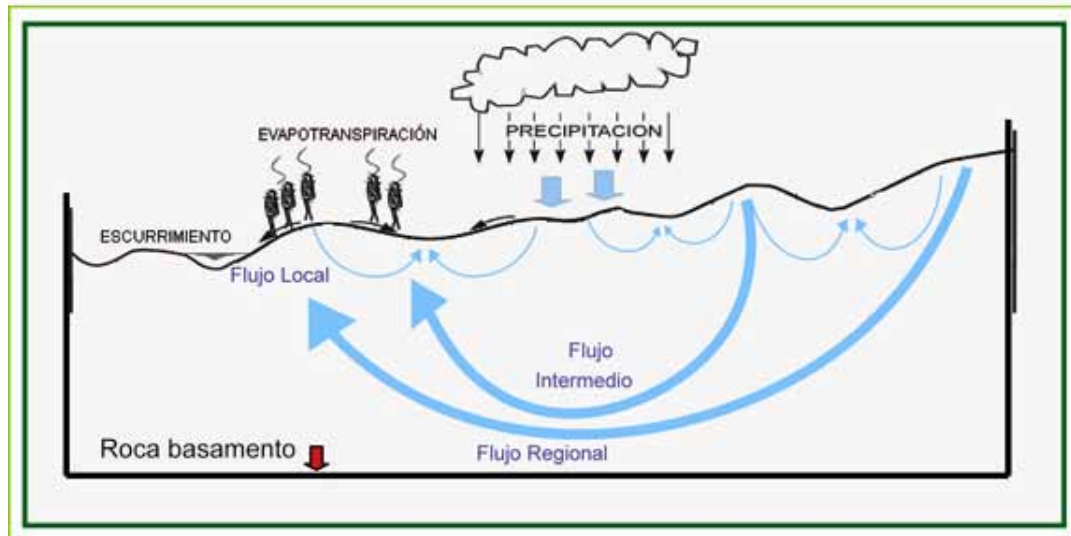 EVAPOTRANSPIRACIÓN
PRECIPITACION
ESCURRIMIENTO
Flujo Local
Flujo
Intermedio
Roca basamento
Flujo Regional